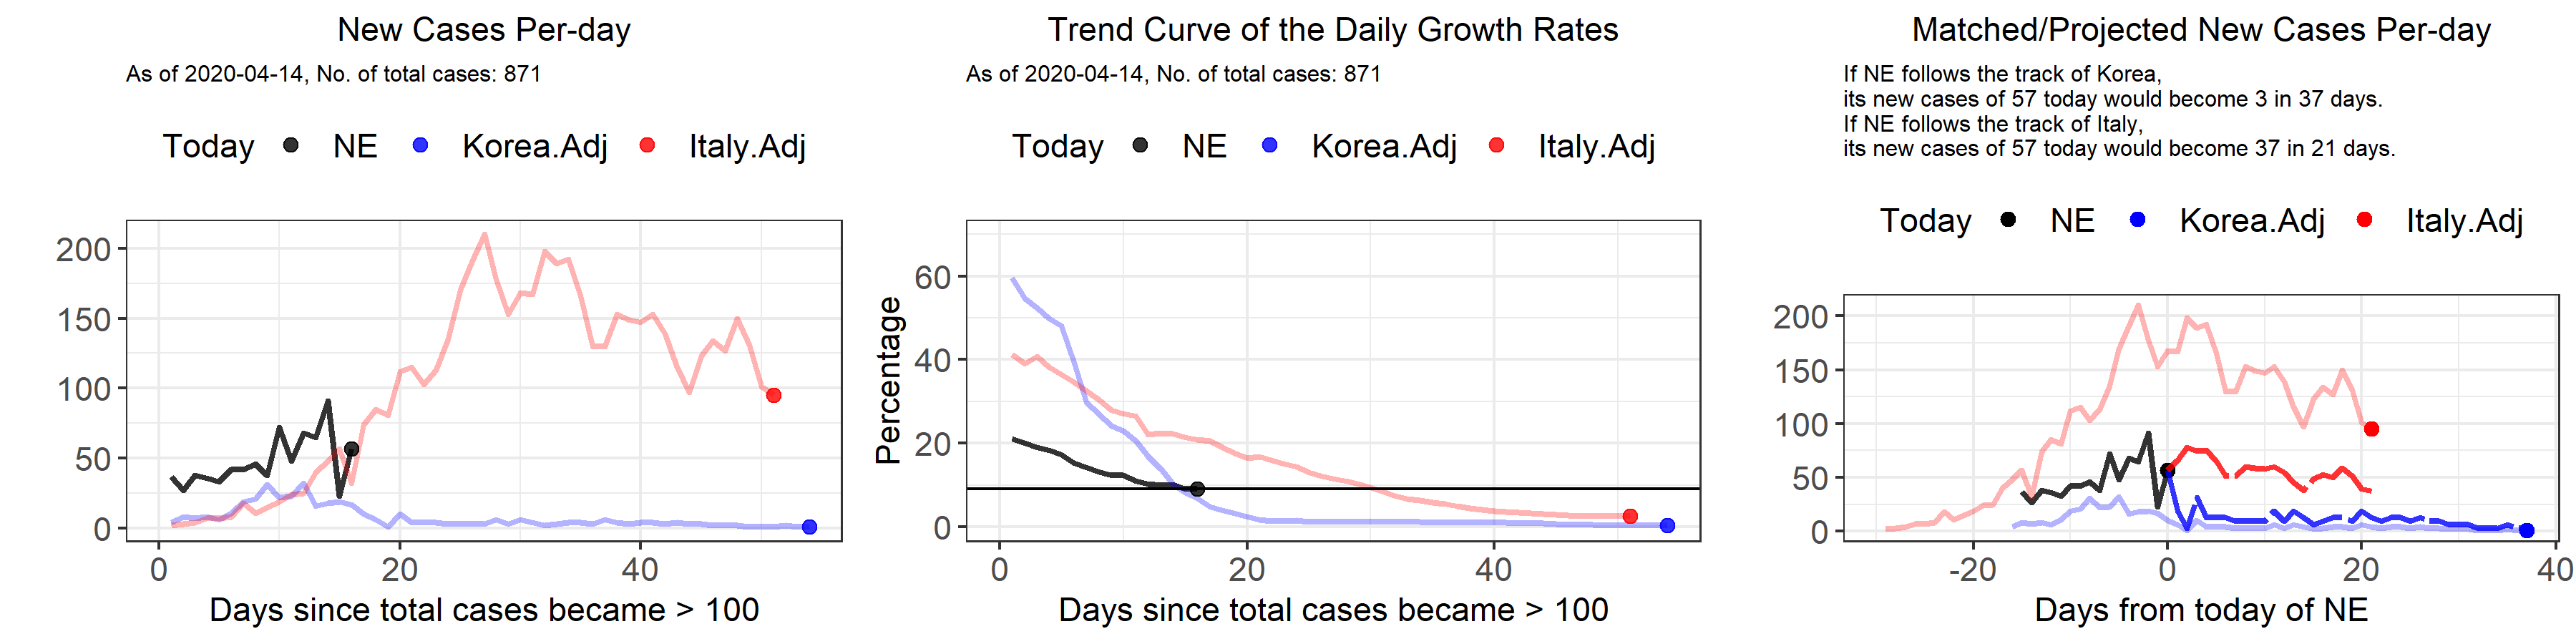 New Cases Per-day
As of 2020-04-14, No. of total cases: 871
Today NE Korea.Adj Italy.Adj
200
150
100
50
0
0 20 40
Days since total cases became > 100
Trend Curve of the Daily Growth Rates
As of 2020-04-14, No. of total cases: 871
Today NE Korea.Adj Italy.Adj
Percentage
60
40
20
0
0 20 40
Days since total cases became > 100
Matched/Projected New Cases Per-day
If NE follows the track of Korea,
its new cases of 57 today would become 3 in 37 days.
If NE follows the track of Italy,
its new cases of 57 today would become 37 in 21 days.
Today NE Korea.Adj Italy.Adj
200
150
100
50
0
-20 0 20 40
Days from today of NE